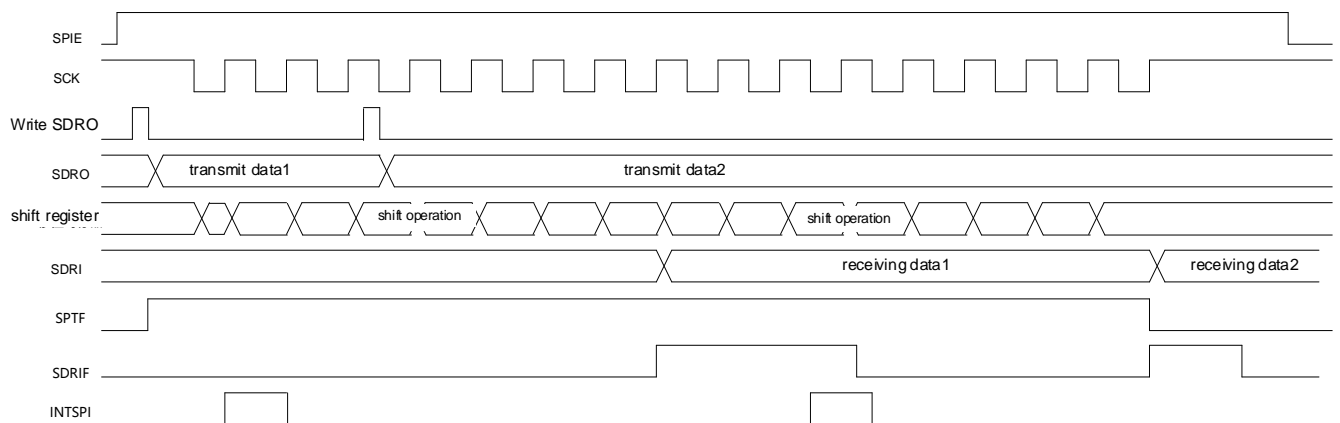 SPIE
SCK
Write SDRO
SDRO
transmit data1
transmit data2
shift register
shift operation
shift operation
SDRI
receiving data1
receiving data2
SPTF
SDRIF
INTSPI